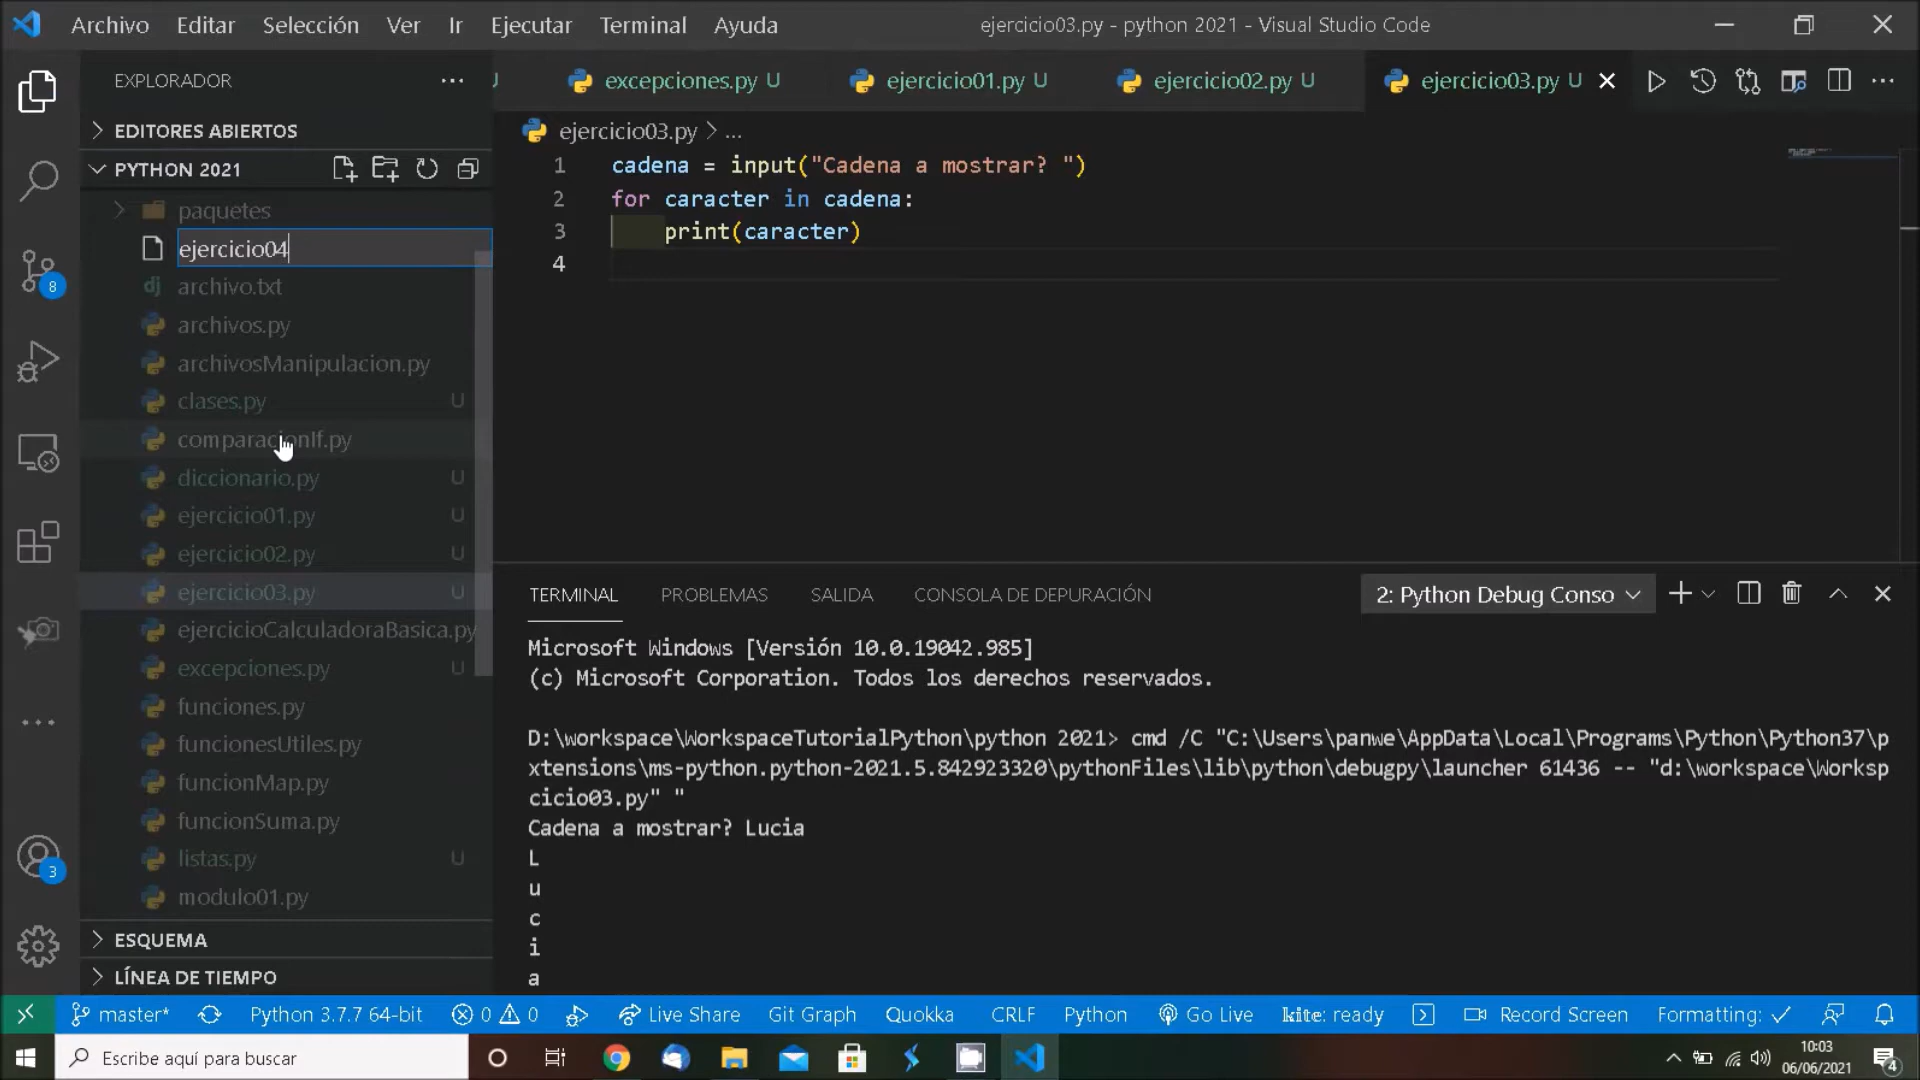 Archivo Editar Selección Ver Ir Ejecutar Terminal Ayuda ejercicio03.py - python 2021 - Visual Studio Code
EXPLORADOR
excepciones.py U ejercicio01.py U ejercicio02.py U ejercicio03.py U
EDITORES ABIERTOS
ejercicio03.py > ...
PYTHON 2021
paquetes
ejercicio04
archivo.txt
archivos.py
archivosManipulacion.py
clases.py U
comparacionIf.py
diccionario.py U
ejercicio01.py U
ejercicio02.py U
ejercicio03.py U
ejercicioCalculadoraBasica.py
excepciones.py U
funciones.py
funcionesUtiles.py
funcionMap.py
funcionSuma.py
listas.py U
modulo01.py
ESQUEMA
LÍNEA DE TIEMPO
8
3
1 cadena = input("Cadena a mostrar? ")
2 for caracter in cadena:
3 print(caracter)
4
TERMINAL PROBLEMAS SALIDA CONSOLA DE DEPURACIÓN 2: Python Debug Conso
Microsoft Windows [Versión 10.0.19042.985]
(c) Microsoft Corporation. Todos los derechos reservados.
D:\workspace\WorkspaceTutorialPython\python 2021> cmd /C "C:\Users\panwe\AppData\Local\Programs\Python\Python37\p
xtensions\ms-python.python-2021.5.842923320\pythonFiles\lib\python\debugpy\launcher 61436 -- "d:\workspace\Worksp
cicio03.py" "
Cadena a mostrar? Lucia
L
u
c
i
a
master* Python 3.7.7 64-bit 0 0 Live Share Git Graph Quokka CRLF Python Go Live kite: ready Record Screen Formatting: ✓
Escribe aquí para buscar
10:03
06/06/2021
4